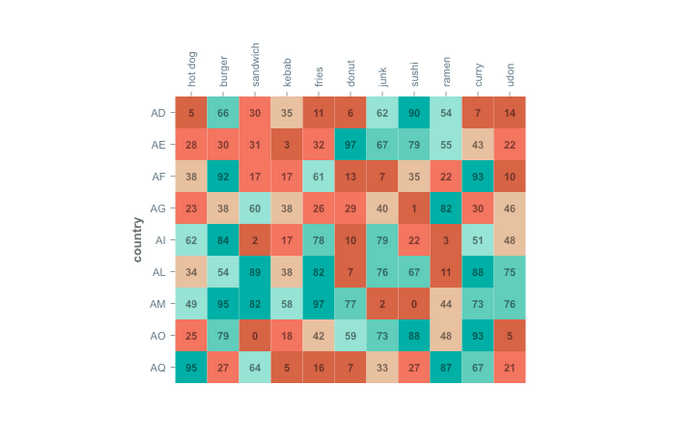 hot dog burger sandwich kebab fries donut junk sushi ramen curry udon
AD 5 66 30 35 11 6 62 90 54 7 14
AE 28 30 31 3 32 97 67 79 55 43 22
AF 38 92 17 17 61 13 7 35 22 93 10
AG 23 38 60 38 26 29 40 1 82 30 46
country
AI 62 84 2 17 78 10 79 22 3 51 48
AL 34 54 89 38 82 7 76 67 11 88 75
AM 49 95 82 58 97 77 2 0 44 73 76
AO 25 79 0 18 42 59 73 88 48 93 5
AQ 95 27 64 5 16 7 33 27 87 67 21